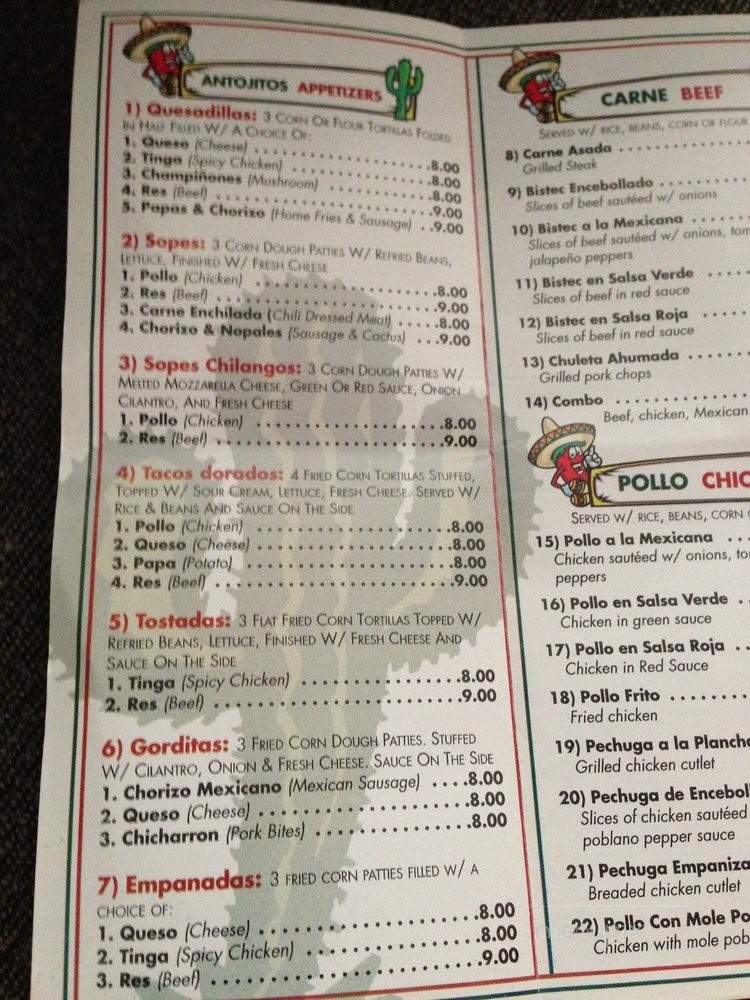 ANTOJITOS APPETIZERS
1) Quesadillas: 3 Corn Or Flour Tortillas Folded
In Half Filled W/ A Choice Of:
1. Queso (Cheese) 8.00
2. Tinga (Spicy Chicken) 8.00
3. Champiñones (Mushroom) 8.00
4. Res (Beef) 9.00
5. Papas & Chorizo (Home Fries & Sausage) 9.00
2) Sopes: 3 Corn Dough Patties W/ Refried Beans,
Lettuce, Finished W/ Fresh Cheese
1. Pollo (Chicken) 8.00
2. Res (Beef) 9.00
3. Carne Enchilada (Chili Dressed Meat) 8.00
4. Chorizo & Nopales (Sausage & Cactus) 9.00
3) Sopes Chilangos: 3 Corn Dough Patties W/
Melted Mozzarella Cheese, Green Or Red Sauce, Onion
Cilantro, And Fresh Cheese
1. Pollo (Chicken) 8.00
2. Res (Beef) 9.00
4) Tacos dorados: 4 Fried Corn Tortillas Stuffed,
Topped W/ Sour Cream, Lettuce, Fresh Cheese. Served W/
Rice & Beans And Sauce On The Side
1. Pollo (Chicken) 8.00
2. Queso (Cheese) 8.00
3. Papa (Potato) 8.00
4. Res (Beef) 9.00
5) Tostadas: 3 Flat Fried Corn Tortillas Topped W/
Refried Beans, Lettuce, Finished W/ Fresh Cheese And
Sauce On The Side
1. Tinga (Spicy Chicken) 8.00
2. Res (Beef) 9.00
6) Gorditas: 3 Fried Corn Dough Patties. Stuffed
W/ Cilantro, Onion & Fresh Cheese. Sauce On The Side
1. Chorizo Mexicano (Mexican Sausage) 8.00
2. Queso (Cheese) 8.00
3. Chicharron (Pork Bites) 8.00
7) Empanadas: 3 fried corn patties filled w/ a
choice of:
1. Queso (Cheese) 8.00
2. Tinga (Spicy Chicken) 8.00
3. Res (Beef) 9.00
CARNE BEEF
Served w/ rice, beans, corn or flour
8) Carne Asada
Grilled Steak
9) Bistec Encebollado
Slices of beef sautéed w/ onions
10) Bistec a la Mexicana
Slices of beef sautéed w/ onions, tom
jalapeño peppers
11) Bistec en Salsa Verde
Slices of beef in red sauce
12) Bistec en Salsa Roja
Slices of beef in red sauce
13) Chuleta Ahumada
Grilled pork chops
14) Combo
Beef, chicken, Mexican
POLLO CHIC
Served w/ rice, beans, corn
15) Pollo a la Mexicana
Chicken sautéed w/ onions, to
peppers
16) Pollo en Salsa Verde
Chicken in green sauce
17) Pollo en Salsa Roja
Chicken in Red Sauce
18) Pollo Frito
Fried chicken
19) Pechuga a la Plancha
Grilled chicken cutlet
20) Pechuga de Encebol
Slices of chicken sautéed
poblano pepper sauce
21) Pechuga Empaniza
Breaded chicken cutlet
22) Pollo Con Mole Po
Chicken with mole pob